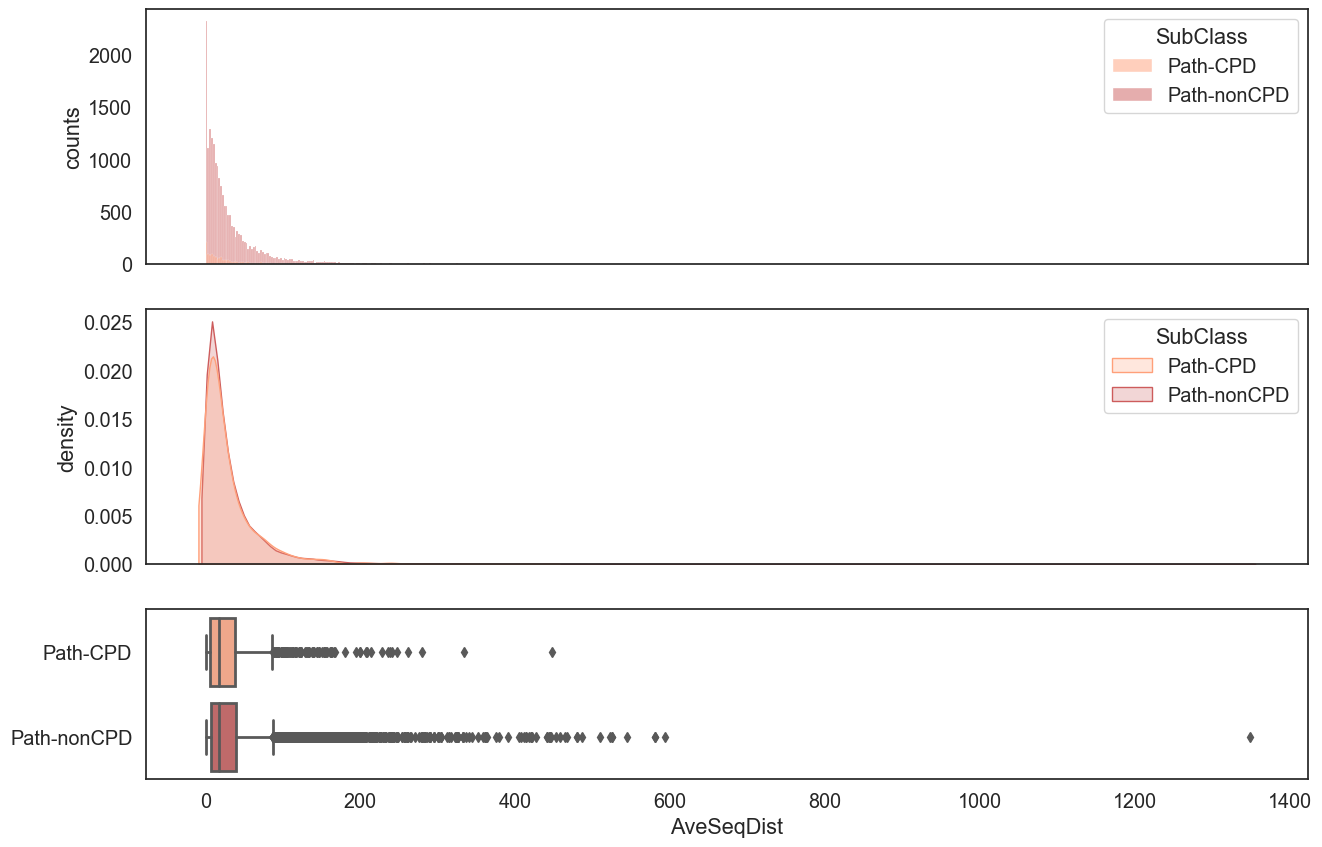 2000
1500
1000
500
0
counts
SubClass
Path-CPD
Path-nonCPD
0.025
0.020
0.015
0.010
0.005
0.000
density
SubClass
Path-CPD
Path-nonCPD
Path-CPD
Path-nonCPD
0 200 400 600 800 1000 1200 1400
AveSeqDist